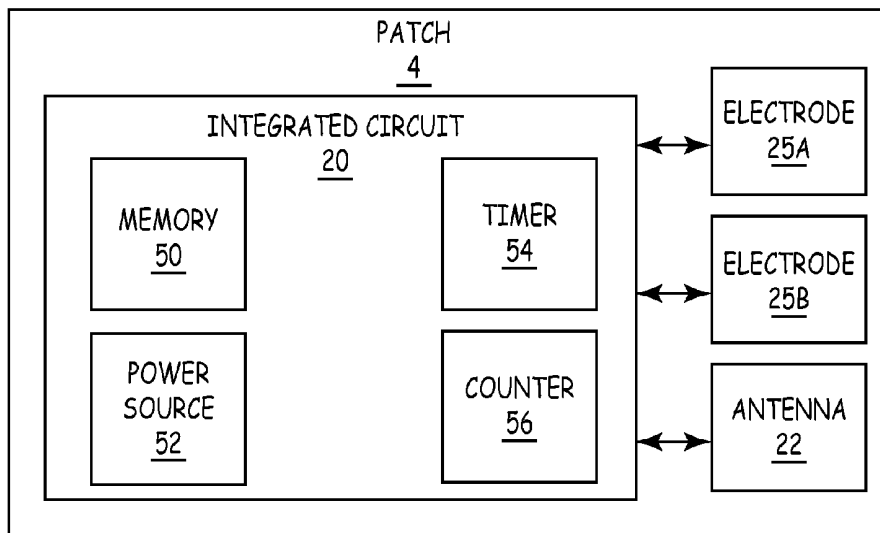 PATCH
4
INTEGRATED CIRCUIT
20
MEMORY
50
TIMER
54
POWER
SOURCE
52
COUNTER
56
ELECTRODE
25A
ELECTRODE
25B
ANTENNA
22